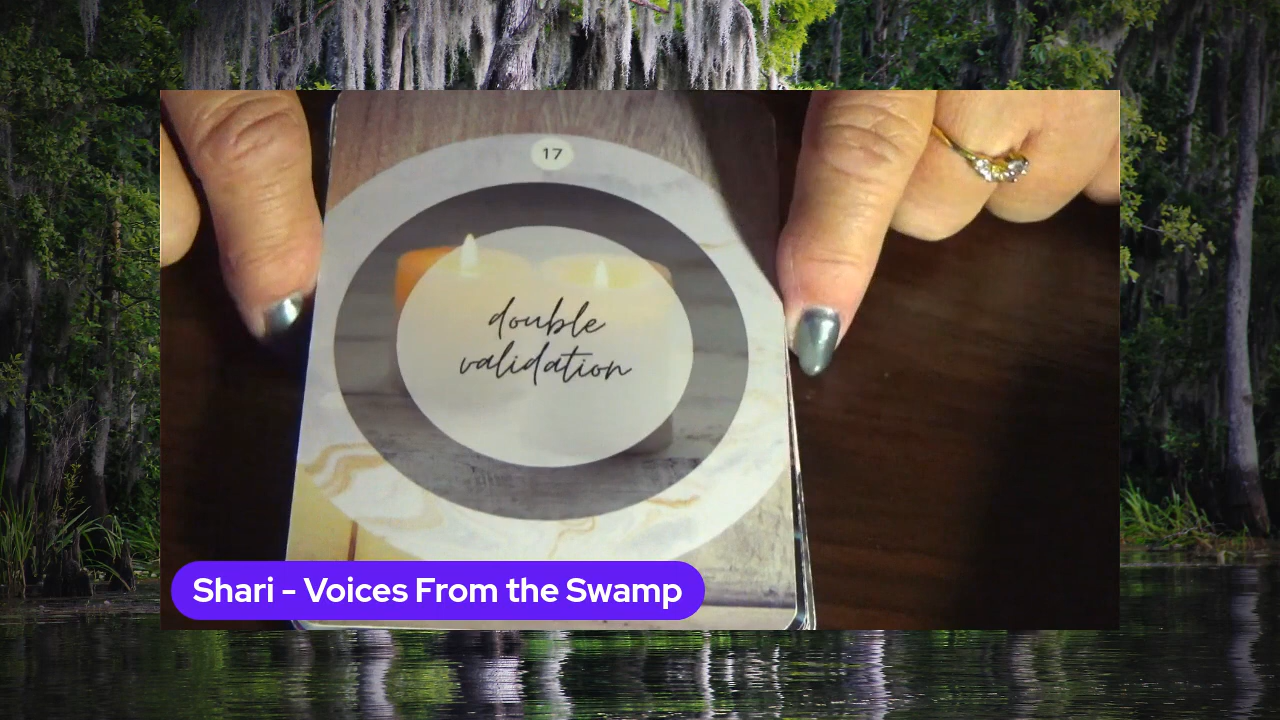 17
double
validation
Shari - Voices From the Swamp